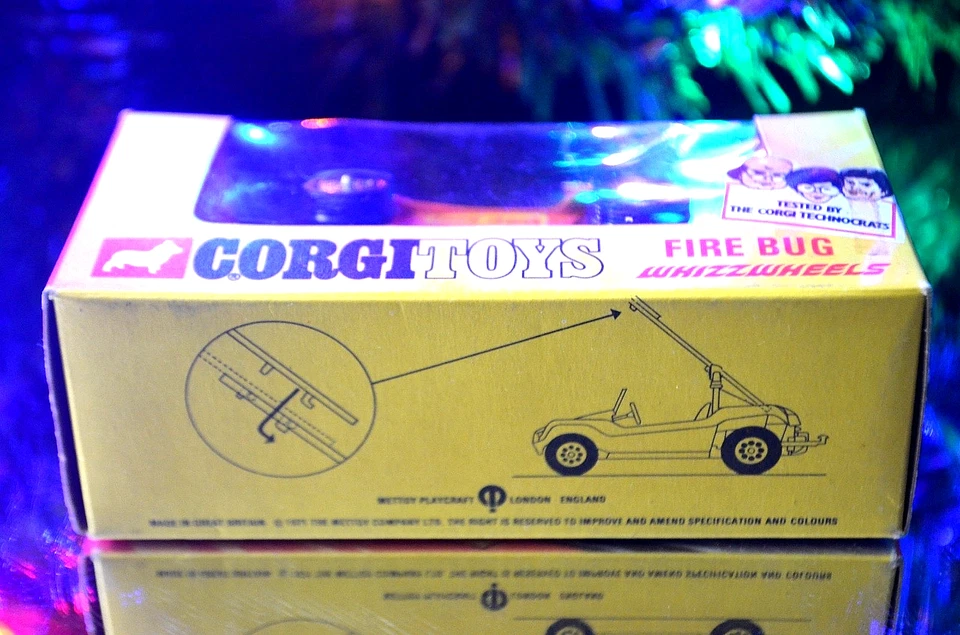 TESTED BY
THE CORGI TECHNOCRATS
CORGI TOYS
FIRE BUG
WHIZZWHEELS
METTOY PLAYCRAFT LONDON ENGLAND
MADE IN GREAT BRITAIN © 1971 THE METTOY COMPANY LTD. THE RIGHT IS RESERVED TO IMPROVE AND AMEND SPECIFICATION AND COLOURS